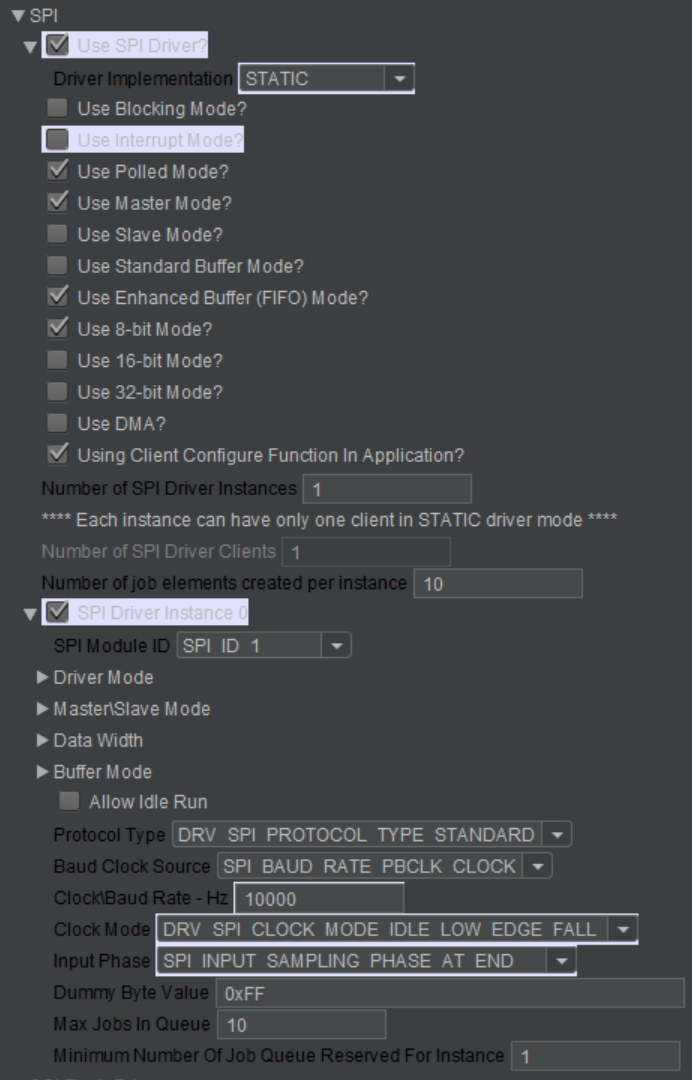 SPI
Use SPI Driver?
Driver Implementation STATIC
Use Blocking Mode?
Use Interrupt Mode?
Use Polled Mode?
Use Master Mode?
Use Slave Mode?
Use Standard Buffer Mode?
Use Enhanced Buffer (FIFO) Mode?
Use 8-bit Mode?
Use 16-bit Mode?
Use 32-bit Mode?
Use DMA?
Using Client Configure Function In Application?
Number of SPI Driver Instances 1
**** Each instance can have only one client in STATIC driver mode ****
Number of SPI Driver Clients 1
Number of job elements created per instance 10
SPI Driver Instance 0
SPI Module ID SPI_ID_1
Driver Mode
Master\Slave Mode
Data Width
Buffer Mode
Allow Idle Run
Protocol Type DRV_SPI_PROTOCOL_TYPE_STANDARD
Baud Clock Source SPI_BAUD_RATE_PBCLK_CLOCK
Clock\Baud Rate - Hz 10000
Clock Mode DRV_SPI_CLOCK_MODE_IDLE_LOW_EDGE_FALL
Input Phase SPI_INPUT_SAMPLING_PHASE_AT_END
Dummy Byte Value 0xFF
Max Jobs In Queue 10
Minimum Number Of Job Queue Reserved For Instance 1